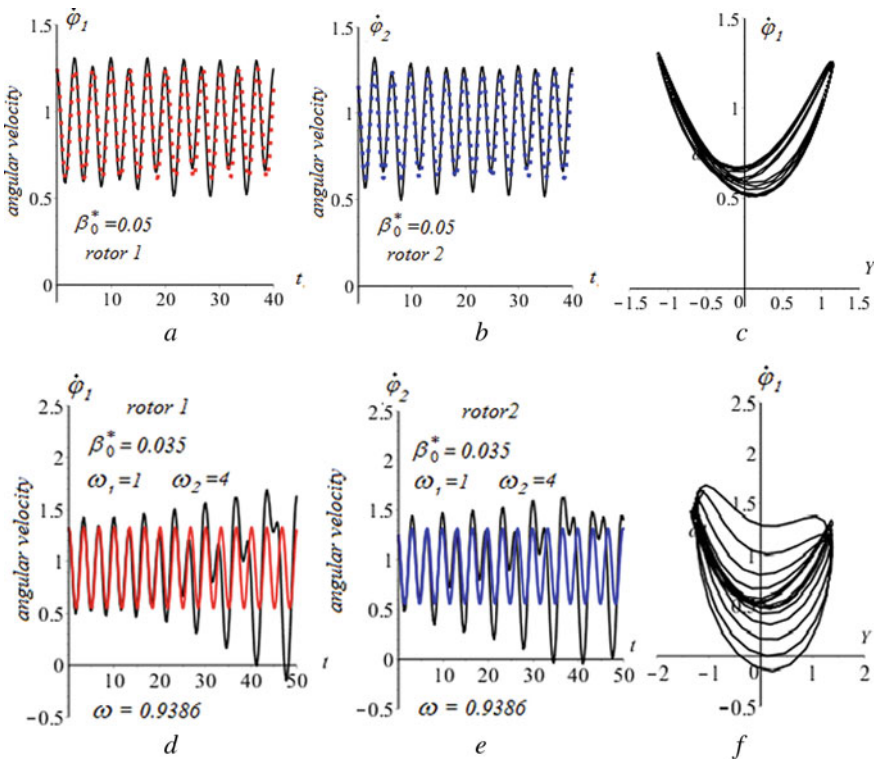 φ̇₁
1.5
1
0.5
0
angular velocity
β₀* = 0.05
rotor 1
10 20 30 40
t
a
φ̇₂
1.5
1
0.5
0
angular velocity
β₀* = 0.05
rotor 2
10 20 30 40
t
b
φ̇₁
1.5
1
0.5
−1.5 −1 −0.5 0 0.5 1 1.5
Y
c
φ̇₁
2.5
2
1.5
1
0.5
0
−0.5
angular velocity
rotor 1
β₀* = 0.035
ω₁=1 ω₂=4
10 20 30 40 50
t
ω = 0.9386
d
φ̇₂
2.5
2
1.5
1
0.5
0
−0.5
angular velocity
rotor2
β₀* = 0.035
ω₁=1 ω₂=4
10 20 30 40 50
t
ω = 0.9386
e
φ̇₁
2.5
2
1.5
1
0.5
−0.5
−2 −1 0 1 2
Y
f